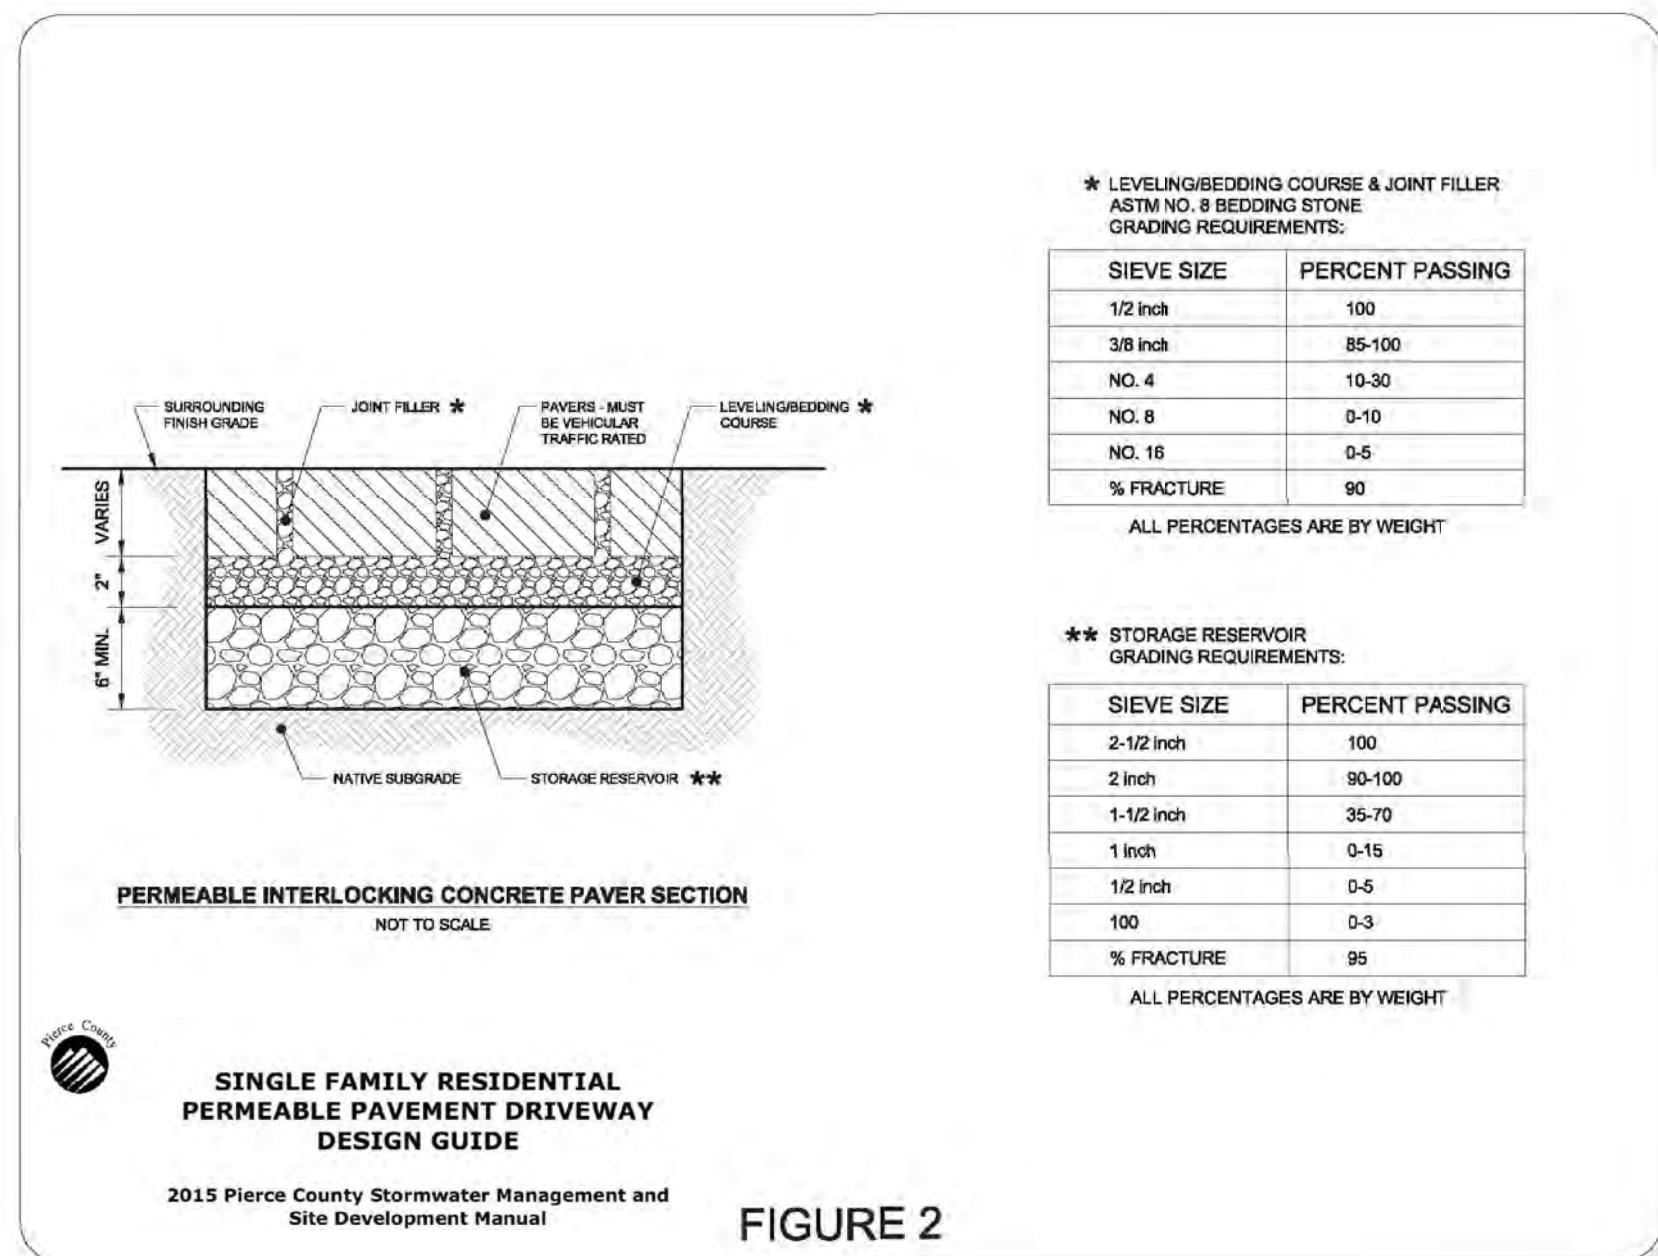 * LEVELING/BEDDING COURSE & JOINT FILLER
ASTM NO. 8 BEDDING STONE
GRADING REQUIREMENTS:
SIEVE SIZE PERCENT PASSING
1/2 inch 100
3/8 inch 85-100
NO. 4 10-30
NO. 8 0-10
NO. 16 0-5
% FRACTURE 90
ALL PERCENTAGES ARE BY WEIGHT
SURROUNDING
FINISH GRADE
JOINT FILLER *
PAVERS - MUST
BE VEHICULAR
TRAFFIC RATED
LEVELING/BEDDING *
COURSE
VARIES
2"
6" MIN.
NATIVE SUBGRADE
STORAGE RESERVOIR **
** STORAGE RESERVOIR
GRADING REQUIREMENTS:
SIEVE SIZE PERCENT PASSING
2-1/2 inch 100
2 inch 90-100
1-1/2 inch 35-70
1 inch 0-15
1/2 inch 0-5
100 0-3
% FRACTURE 95
ALL PERCENTAGES ARE BY WEIGHT
PERMEABLE INTERLOCKING CONCRETE PAVER SECTION
NOT TO SCALE
Pierce County
SINGLE FAMILY RESIDENTIAL
PERMEABLE PAVEMENT DRIVEWAY
DESIGN GUIDE
2015 Pierce County Stormwater Management and
Site Development Manual
FIGURE 2